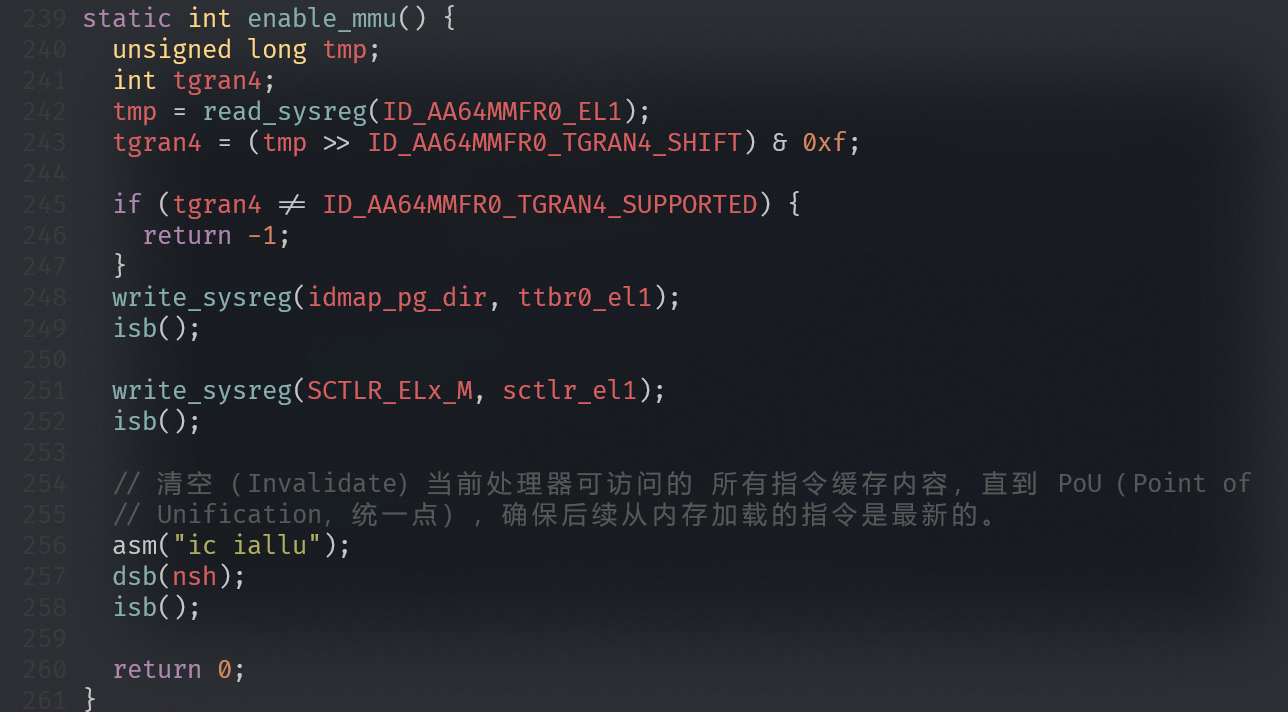 239 static int enable_mmu() {
240 unsigned long tmp;
241 int tgran4;
242 tmp = read_sysreg(ID_AA64MMFR0_EL1);
243 tgran4 = (tmp >> ID_AA64MMFR0_TGRAN4_SHIFT) & 0xf;
244
245 if (tgran4 != ID_AA64MMFR0_TGRAN4_SUPPORTED) {
246 return -1;
247 }
248 write_sysreg(idmap_pg_dir, ttbr0_el1);
249 isb();
250
251 write_sysreg(SCTLR_ELx_M, sctlr_el1);
252 isb();
253
254 // 清空（Invalidate）当前处理器可访问的 所有指令缓存内容，直到 PoU（Point of
255 // Unification，统一点），确保后续从内存加载的指令是最新的。
256 asm("ic iallu");
257 dsb(nsh);
258 isb();
259
260 return 0;
261 }